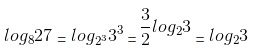 log₈27 = log₂³3³ = 3/2 log₂3 = log₂3